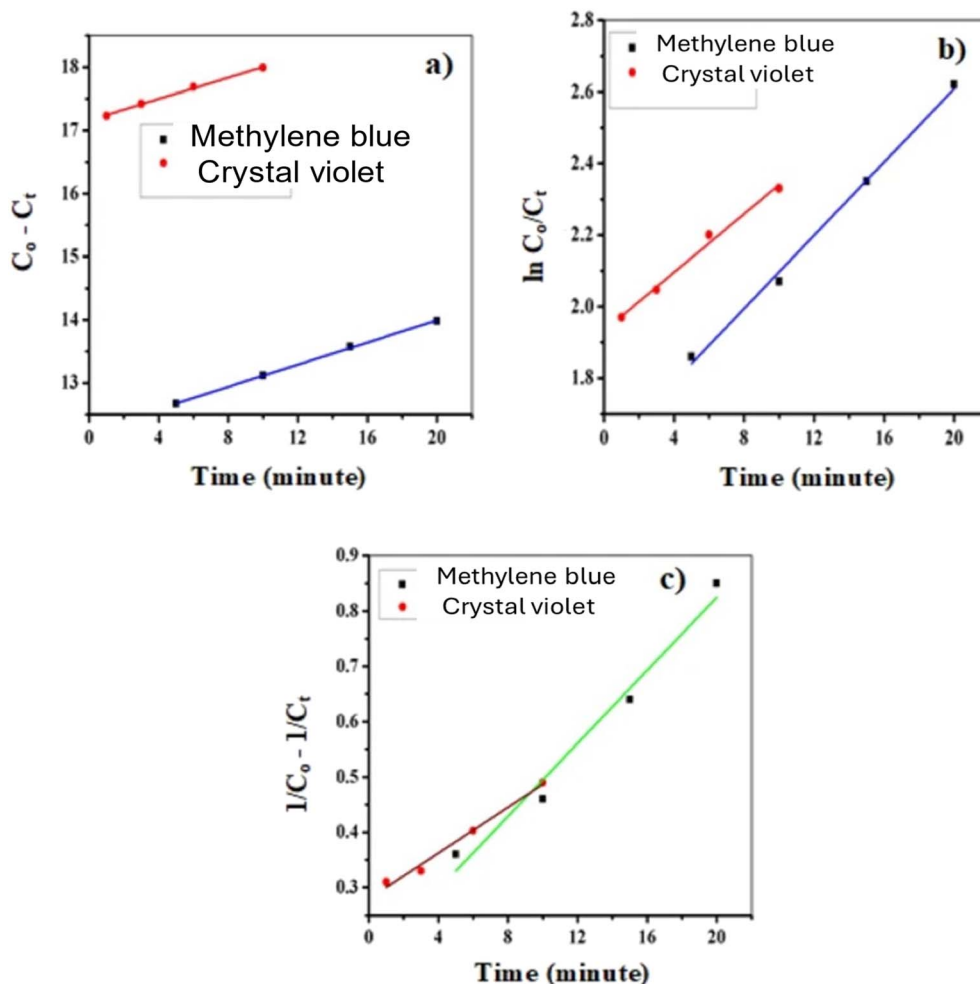 a)
18
17
16
15
14
13
Methylene blue
Crystal violet
Cₒ - Cₜ
0 4 8 12 16 20
Time (minute)
b)
2.8
2.6
2.4
2.2
2.0
1.8
Methylene blue
Crystal violet
ln Cₒ/Cₜ
0 4 8 12 16 20
Time (minute)
c)
0.9
0.8
0.7
0.6
0.5
0.4
0.3
Methylene blue
Crystal violet
1/Cₒ - 1/Cₜ
0 4 8 12 16 20
Time (minute)